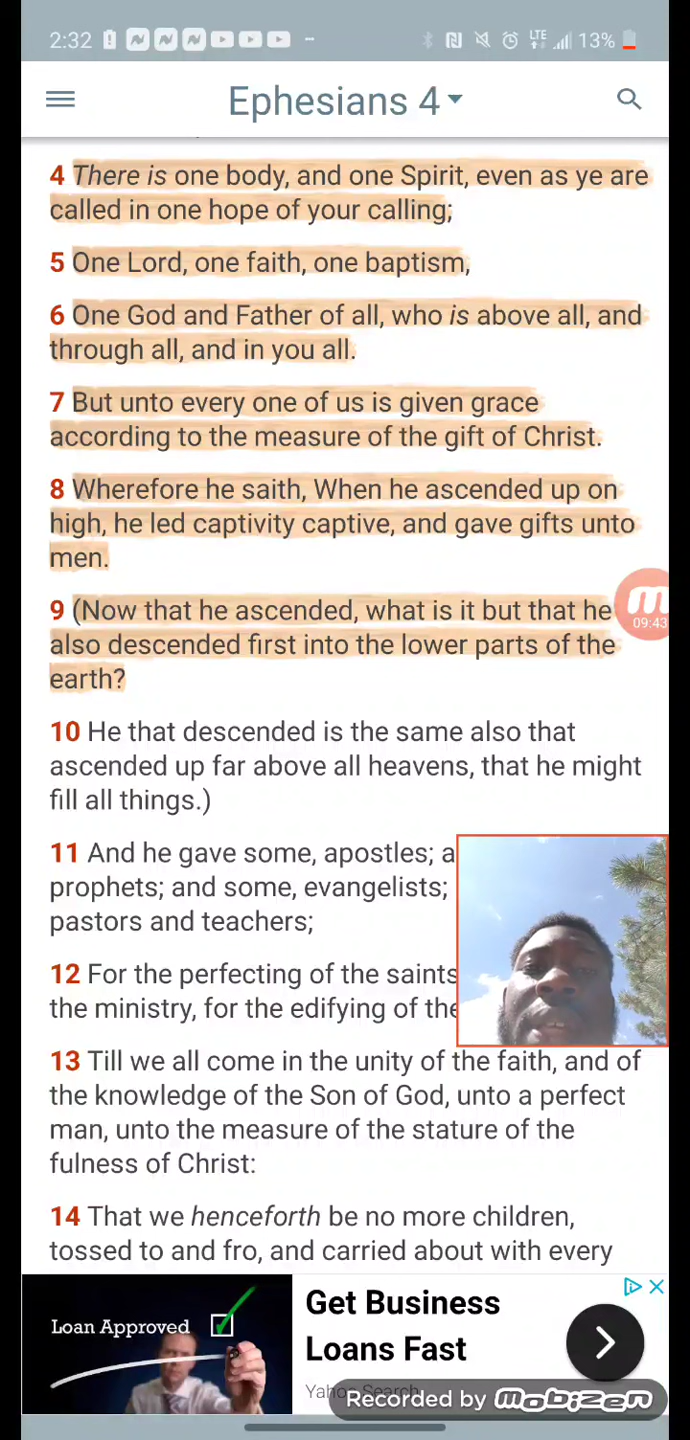 2:32
LTE
13%
Ephesians 4
4 There is one body, and one Spirit, even as ye are
called in one hope of your calling;
5 One Lord, one faith, one baptism,
6 One God and Father of all, who is above all, and
through all, and in you all.
7 But unto every one of us is given grace
according to the measure of the gift of Christ.
8 Wherefore he saith, When he ascended up on
high, he led captivity captive, and gave gifts unto
men.
9 (Now that he ascended, what is it but that he
also descended first into the lower parts of the
earth?
09:43
10 He that descended is the same also that
ascended up far above all heavens, that he might
fill all things.)
11 And he gave some, apostles; a
prophets; and some, evangelists;
pastors and teachers;
12 For the perfecting of the saints
the ministry, for the edifying of the
13 Till we all come in the unity of the faith, and of
the knowledge of the Son of God, unto a perfect
man, unto the measure of the stature of the
fulness of Christ:
14 That we henceforth be no more children,
tossed to and fro, and carried about with every
Loan Approved
Get Business
Loans Fast
Yahoo Search
Recorded by mobizen